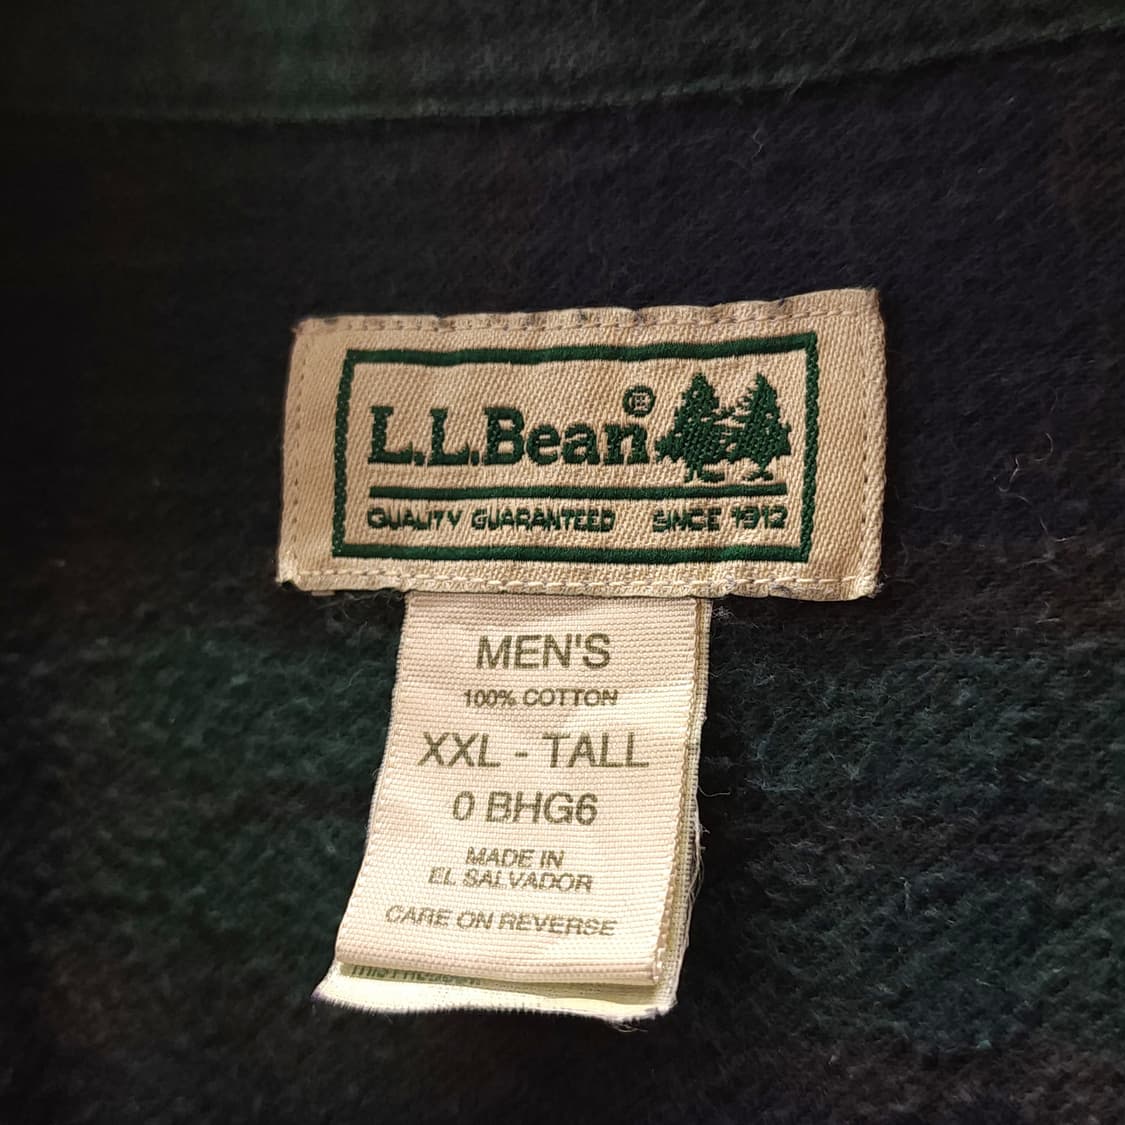 L.L.Bean®
QUALITY GUARANTEED SINCE 1912
MEN'S
100% COTTON
XXL - TALL
0 BHG6
MADE IN
EL SALVADOR
CARE ON REVERSE